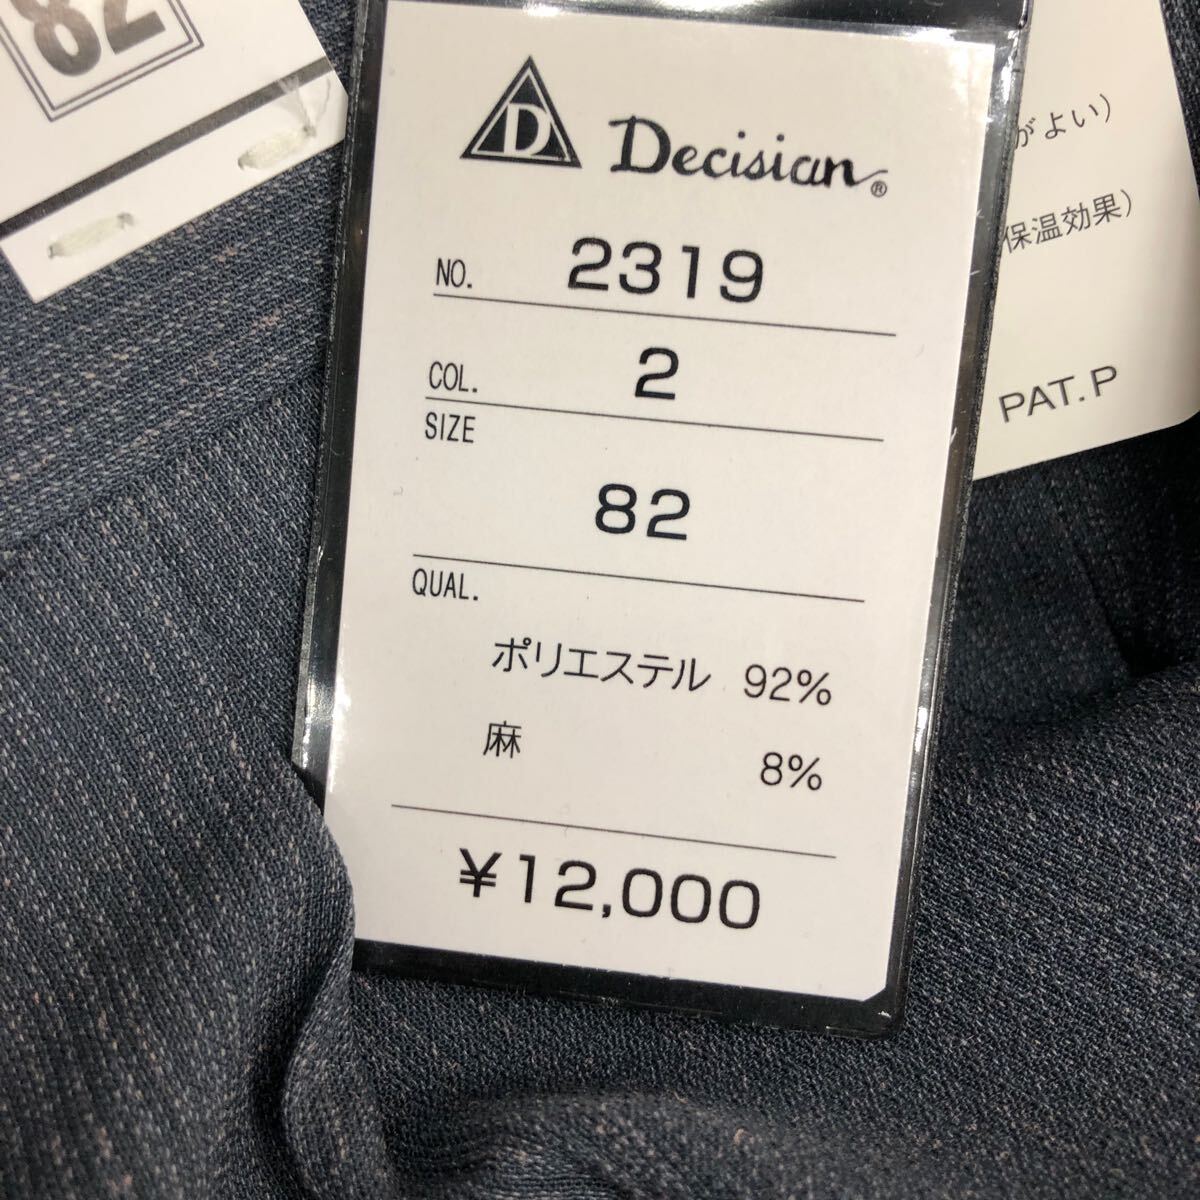 82
D Decisian®
NO. 2319
COL. 2
SIZE
82
QUAL.
ポリエステル 92%
麻 8%
¥12,000
がよい）
保温効果）
PAT.P